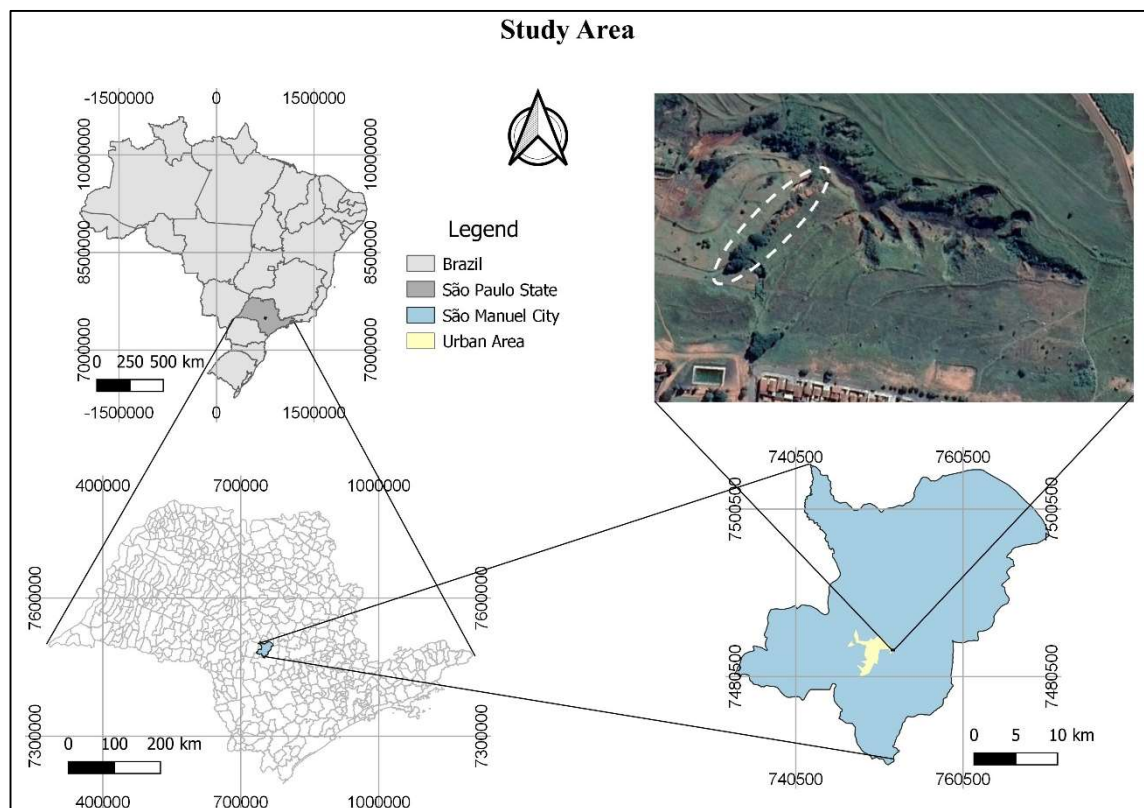 Study Area
-1500000 0 1500000
10000000
10000000
8500000
8500000
7000000
7000000
0 250 500 km
-1500000 0 1500000
Legend
Brazil
São Paulo State
São Manuel City
Urban Area
400000 7000000 1000000
7600000
7600000
7300000
7300000
0 100 200 km
400000 7000000 1000000
740500 760500
7500500
7500500
7480500
7480500
0 5 10 km
740500 760500